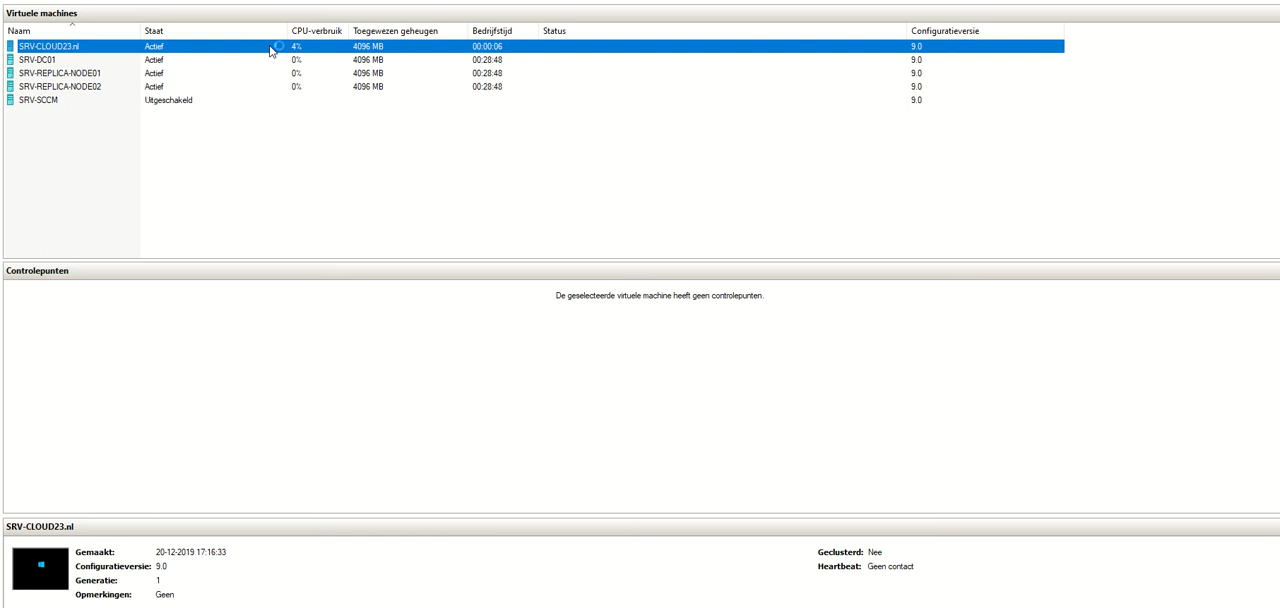 Virtuele machines
Naam Staat CPU-verbruik Toegewezen geheugen Bedrijfstijd Status Configuratieversie
SRV-CLOUD23.nl Actief 4% 4096 MB 00:00:06 9.0
SRV-DC01 Actief 0% 4096 MB 00:28:48 9.0
SRV-REPLICA-NODE01 Actief 0% 4096 MB 00:28:48 9.0
SRV-REPLICA-NODE02 Actief 0% 4096 MB 00:28:48 9.0
SRV-SCCM Uitgeschakeld 9.0
Controlepunten
De geselecteerde virtuele machine heeft geen controlepunten.
SRV-CLOUD23.nl
Gemaakt: 20-12-2019 17:16:33 Geclusterd: Nee
Configuratieversie: 9.0 Heartbeat: Geen contact
Generatie: 1
Opmerkingen: Geen